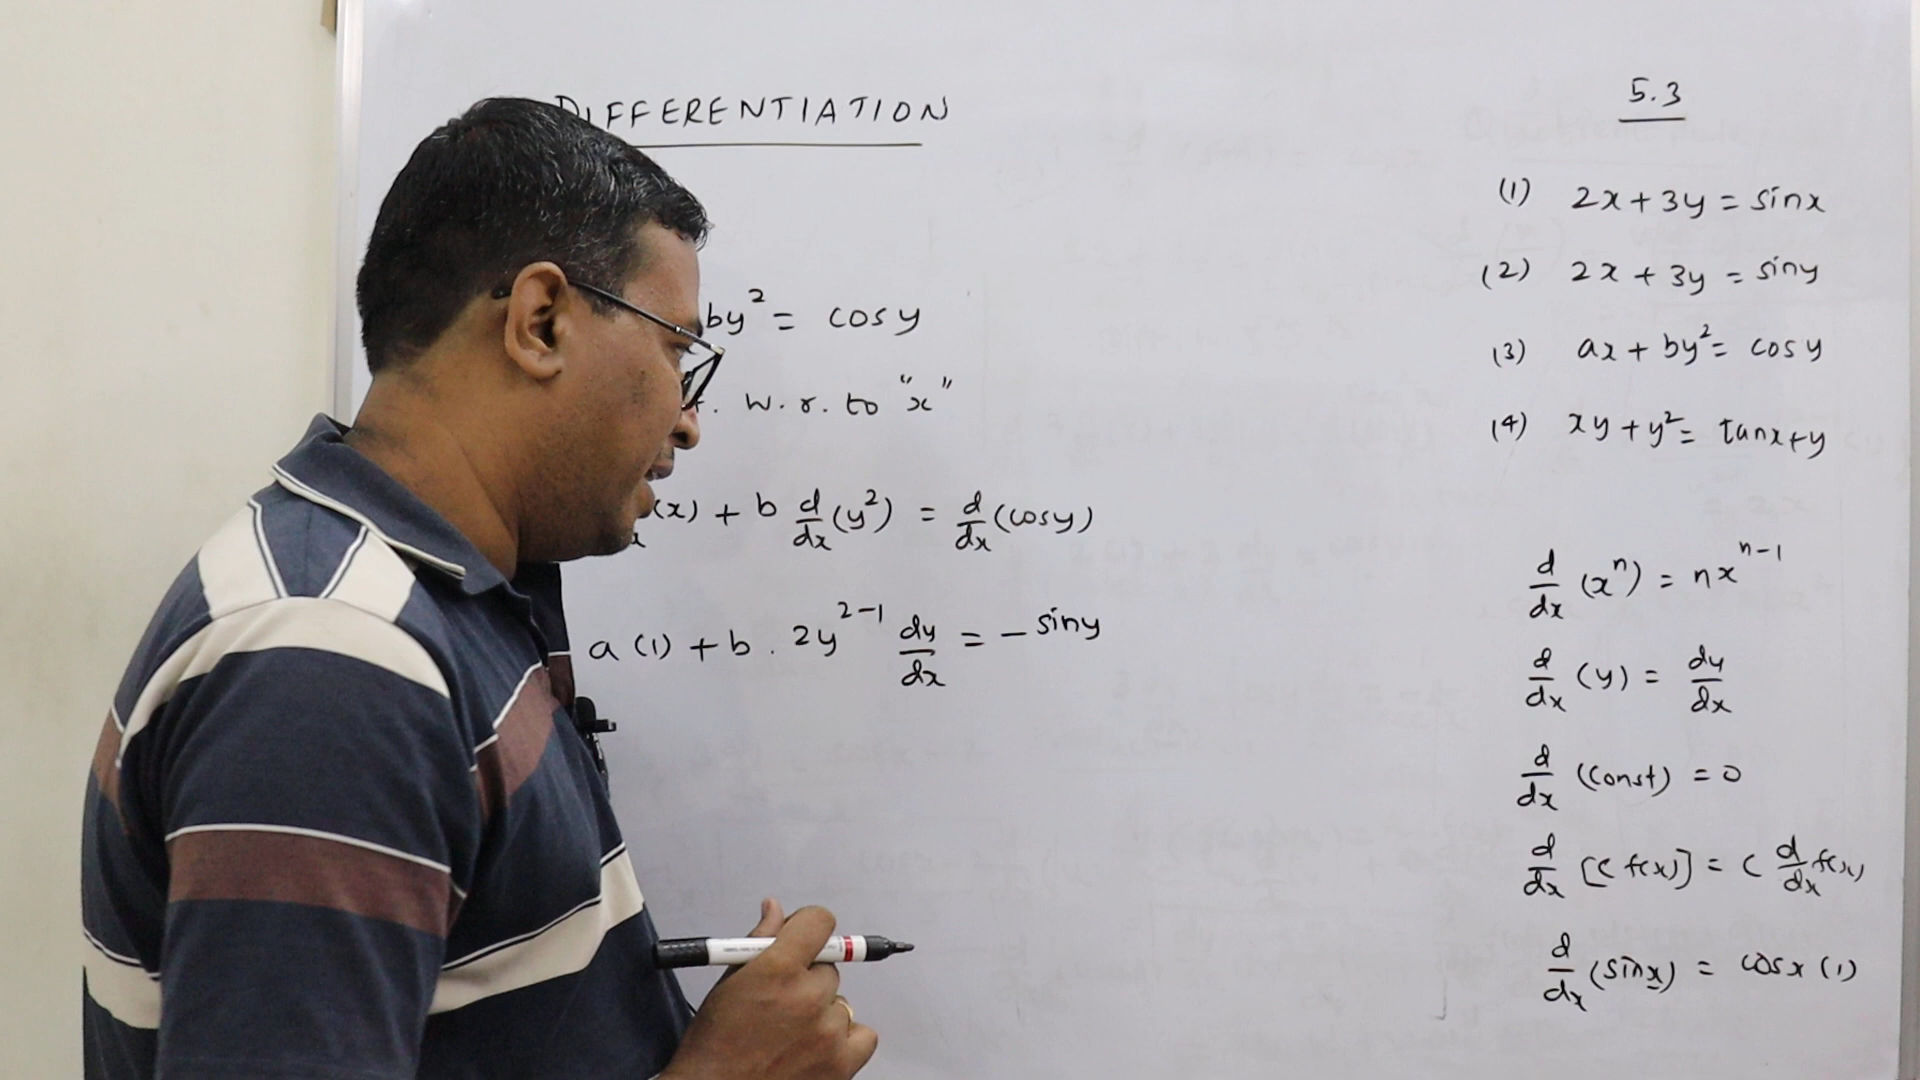 DIFFERENTIATION
by² = cosy
. w.r. to "x"
(x) + b d/dx (y²) = d/dx (cosy)
a (1) + b . 2y²⁻¹ dy/dx = - siny
5.3
(1) 2x + 3y = sinx
(2) 2x + 3y = siny
(3) ax + by² = cosy
(4) xy + y² = tanx + y
d/dx (xⁿ) = nxⁿ⁻¹
d/dx (y) = dy/dx
d/dx (const) = 0
d/dx [c f(x)] = c d/dx f(x)
d/dx (sinx) = cosx (1)